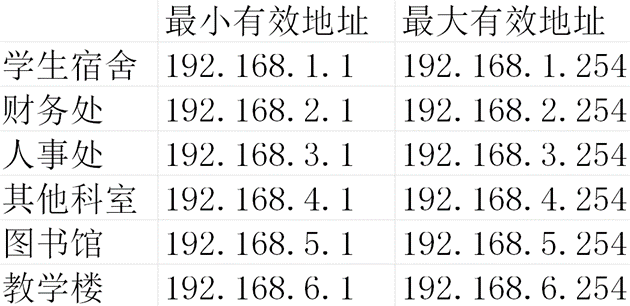 最小有效地址 最大有效地址
学生宿舍 192.168.1.1 192.168.1.254
财务处 192.168.2.1 192.168.2.254
人事处 192.168.3.1 192.168.3.254
其他科室 192.168.4.1 192.168.4.254
图书馆 192.168.5.1 192.168.5.254
教学楼 192.168.6.1 192.168.6.254